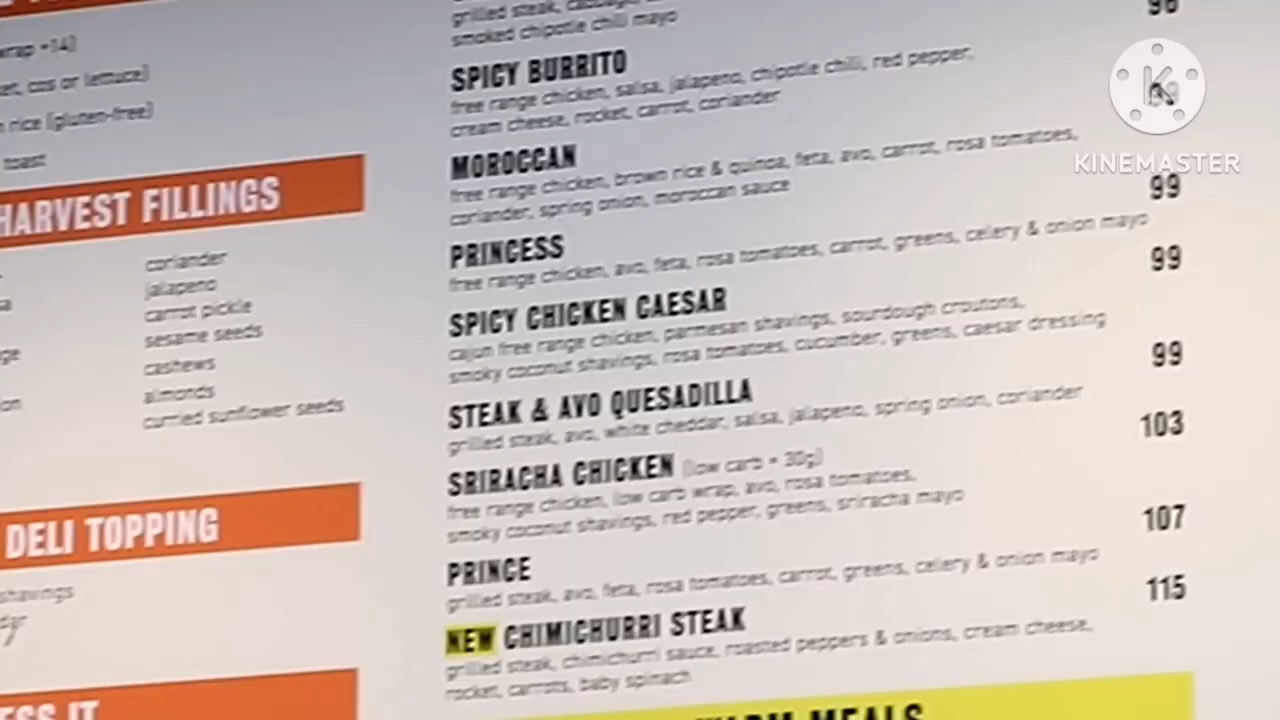 wrap +14)
cos or lettuce)
rice (gluten-free)
toast
HARVEST FILLINGS
coriander
jalapeno
carrot pickle
sesame seeds
cashews
almonds
curried sunflower seeds
DELI TOPPING
shavings
grilled steak,
smoked chipotle chili mayo
96
SPICY BURRITO
free range chicken, salsa, jalapeno, chipotle chili, red pepper,
cream cheese, rocket, carrot, coriander
MOROCCAN
free range chicken, brown rice & quinoa, feta, avo, carrot, rosa tomatoes,
coriander, spring onion, moroccan sauce
99
PRINCESS
free range chicken, avo, feta, rosa tomatoes, carrot, greens, celery & onion mayo
99
SPICY CHICKEN CAESAR
cajun free range chicken, parmesan shavings, sourdough croutons,
smoky coconut shavings, rosa tomatoes, cucumber, greens, caesar dressing
99
STEAK & AVO QUESADILLA
grilled steak, avo, white cheddar, salsa, jalapeno, spring onion, coriander
103
SRIRACHA CHICKEN (low carb = 30g)
free range chicken, low carb wrap, avo, rosa tomatoes,
smoky coconut shavings, red pepper, greens, sriracha mayo
107
PRINCE
grilled steak, avo, feta, rosa tomatoes, carrot, greens, celery & onion mayo
115
NEW CHIMICHURRI STEAK
grilled steak, chimichurri sauce, roasted peppers & onions, cream cheese,
rocket, carrots, baby spinach
WARM MEALS
K
KINEMASTER